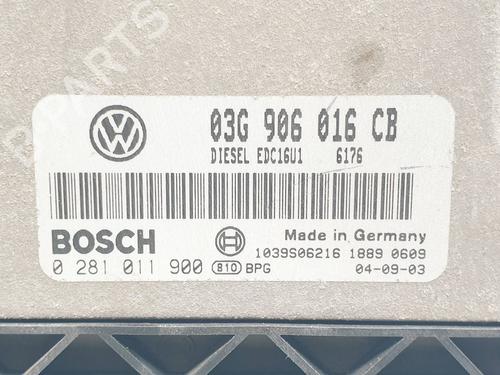 03G 906 016 CB
DIESEL EDC16U1 6176
BOSCH
Made in Germany
0 281 011 900 810 BPG
1039S06216 1889 0609
04-09-03